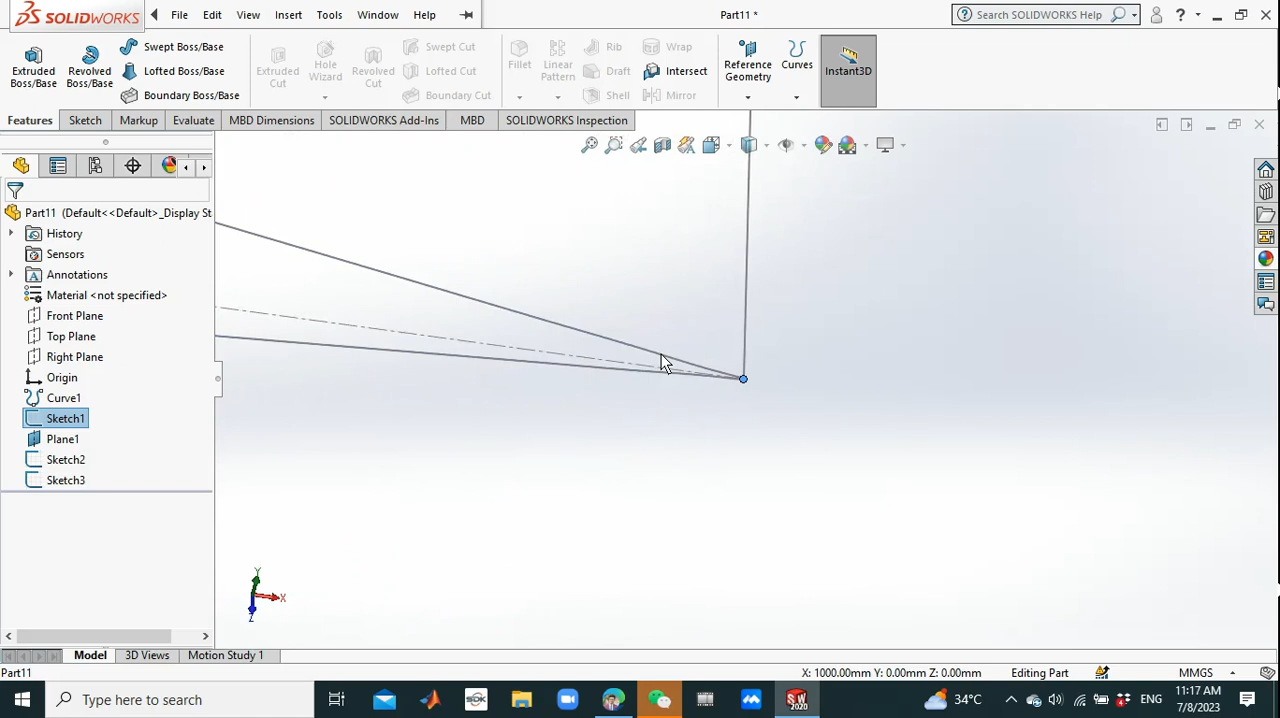 SOLIDWORKS File Edit View Insert Tools Window Help Part11 * Search SOLIDWORKS Help ?
Extruded Boss/Base
Revolved Boss/Base
Swept Boss/Base
Lofted Boss/Base
Boundary Boss/Base
Extruded Cut
Hole Wizard
Revolved Cut
Swept Cut
Lofted Cut
Boundary Cut
Fillet
Linear Pattern
Rib
Draft
Shell
Wrap
Intersect
Mirror
Reference Geometry
Curves
Instant3D
Features Sketch Markup Evaluate MBD Dimensions SOLIDWORKS Add-Ins MBD SOLIDWORKS Inspection
Part11 (Default<<Default>_Display St
History
Sensors
Annotations
Material <not specified>
Front Plane
Top Plane
Right Plane
Origin
Curve1
Sketch1
Plane1
Sketch2
Sketch3
Y
X
Z
Model 3D Views Motion Study 1
Part11 X: 1000.00mm Y: 0.00mm Z: 0.00mm Editing Part MMGS
Type here to search SDK SW 2020 34°C ENG 11:17 AM
7/8/2023